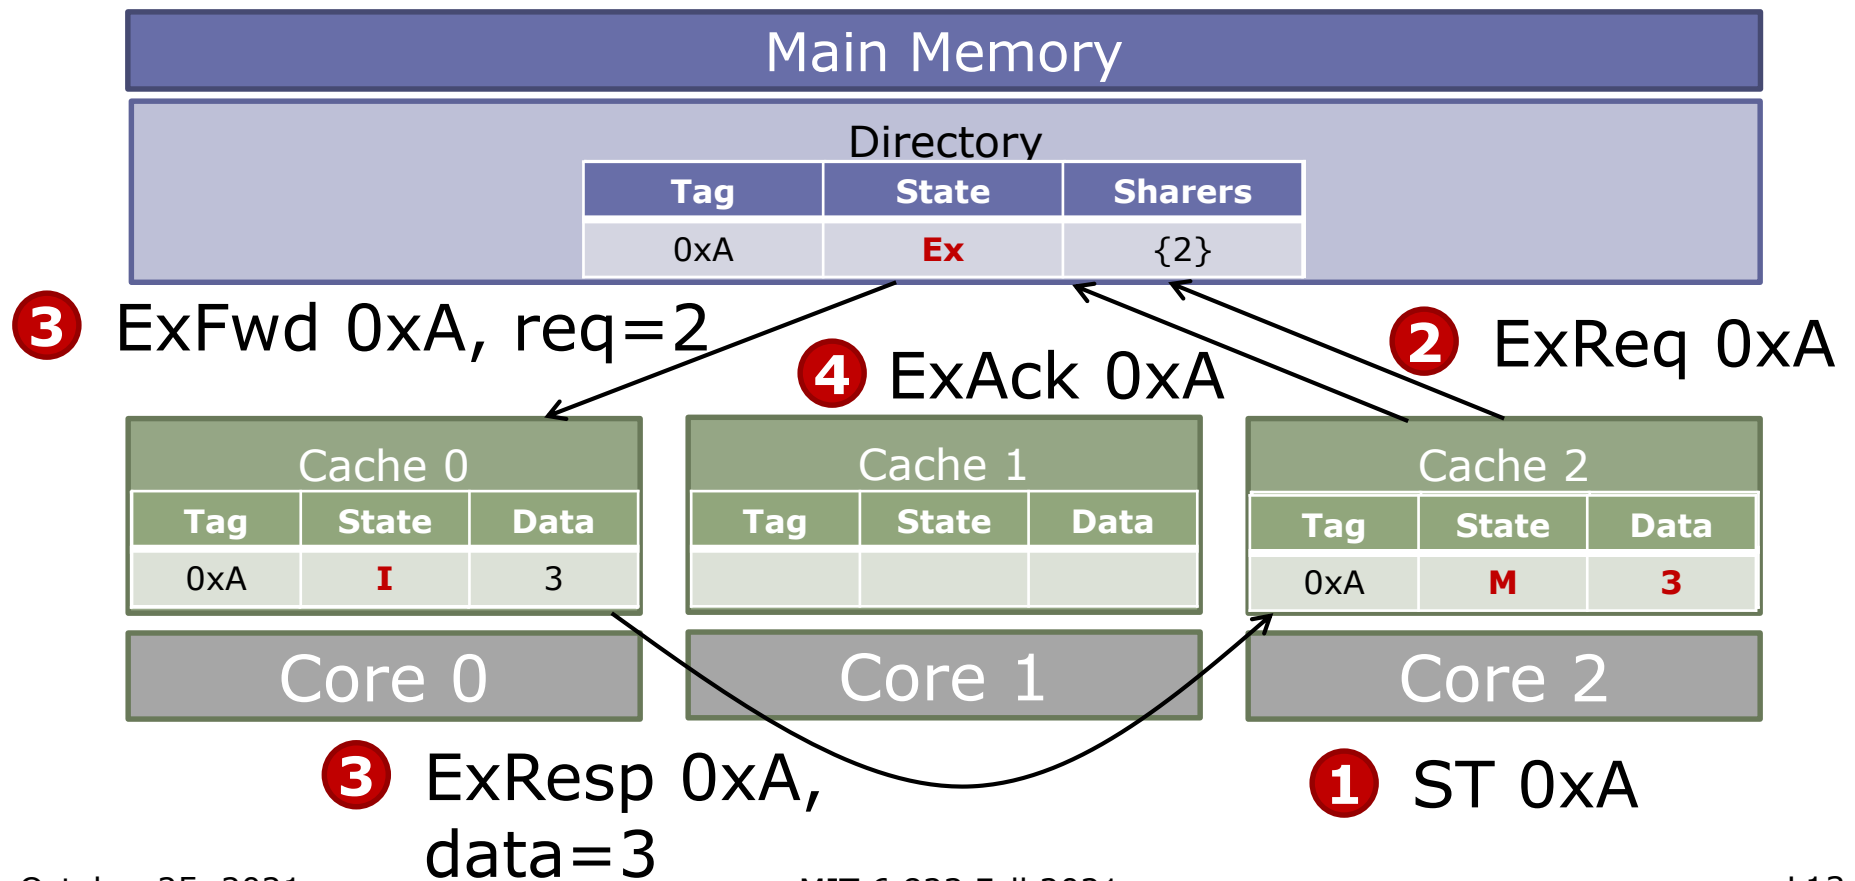 Main Memory
Directory
Tag State Sharers
0xA Ex {2}
3 ExFwd 0xA, req=2
2 ExReq 0xA
4 ExAck 0xA
Cache 0
Tag State Data
0xA I 3
Cache 1
Tag State Data
Cache 2
Tag State Data
0xA M 3
Core 0
Core 1
Core 2
3 ExResp 0xA,
data=3
1 ST 0xA